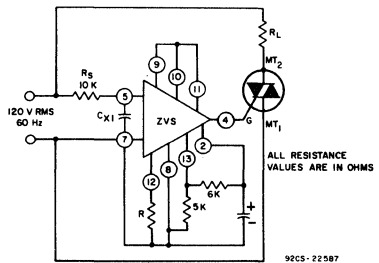 RL
MT2
9
10
11
RS
10 K
5
120 V RMS
60 Hz
CX1
ZVS
4
G
MT1
7
2
13
12
8
ALL RESISTANCE
VALUES ARE IN OHMS
6K
R
5K
+
-
92CS-22587